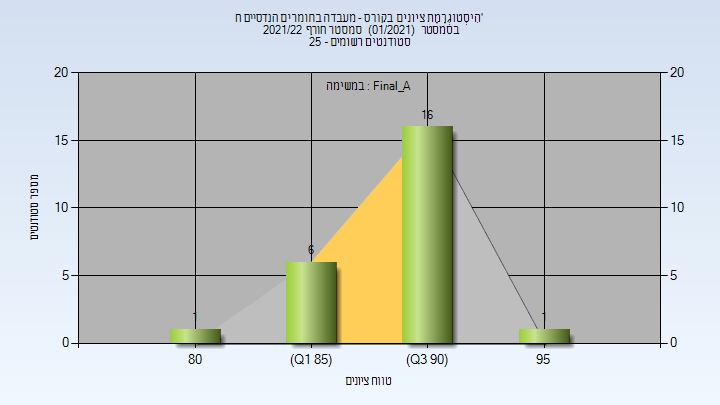 היסטוגרמת ציונים בקורס - מעבדה בחומרים הנדסיים ח'
בסמסטר (01/2021) סמסטר חורף 2021/22
סטודנטים רשומים - 25
במשימה : Final_A
20 20
15 15
10 10
5 5
0 0
1 6 16 1
80 (Q1 85) (Q3 90) 95
מספר סטודנטים
טווח ציונים